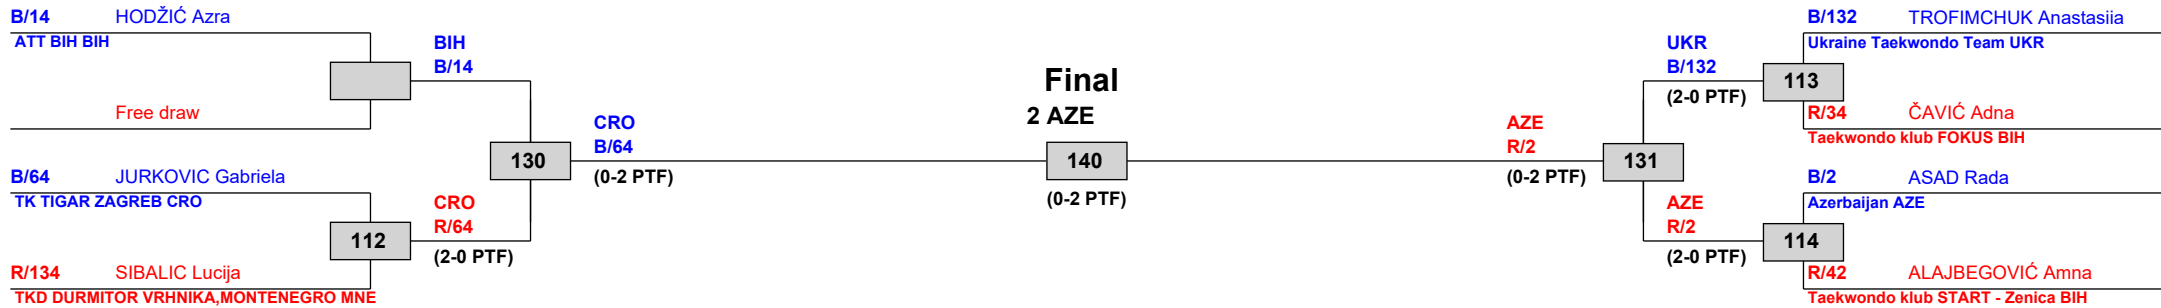 B/14 HODŽIĆ Azra
ATT BIH BIH
Free draw
B/64 JURKOVIC Gabriela
TK TIGAR ZAGREB CRO
112
R/134 SIBALIC Lucija
TKD DURMITOR VRHNIKA,MONTENEGRO MNE
BIH
B/14
CRO
R/64
(2-0 PTF)
130
CRO
B/64
(0-2 PTF)
Final
2 AZE
140
(0-2 PTF)
AZE
R/2
(0-2 PTF)
131
UKR
B/132
(2-0 PTF)
AZE
R/2
(2-0 PTF)
B/132 TROFIMCHUK Anastasiia
Ukraine Taekwondo Team UKR
113
R/34 ČAVIĆ Adna
Taekwondo klub FOKUS BIH
B/2 ASAD Rada
Azerbaijan AZE
114
R/42 ALAJBEGOVIĆ Amna
Taekwondo klub START - Zenica BIH